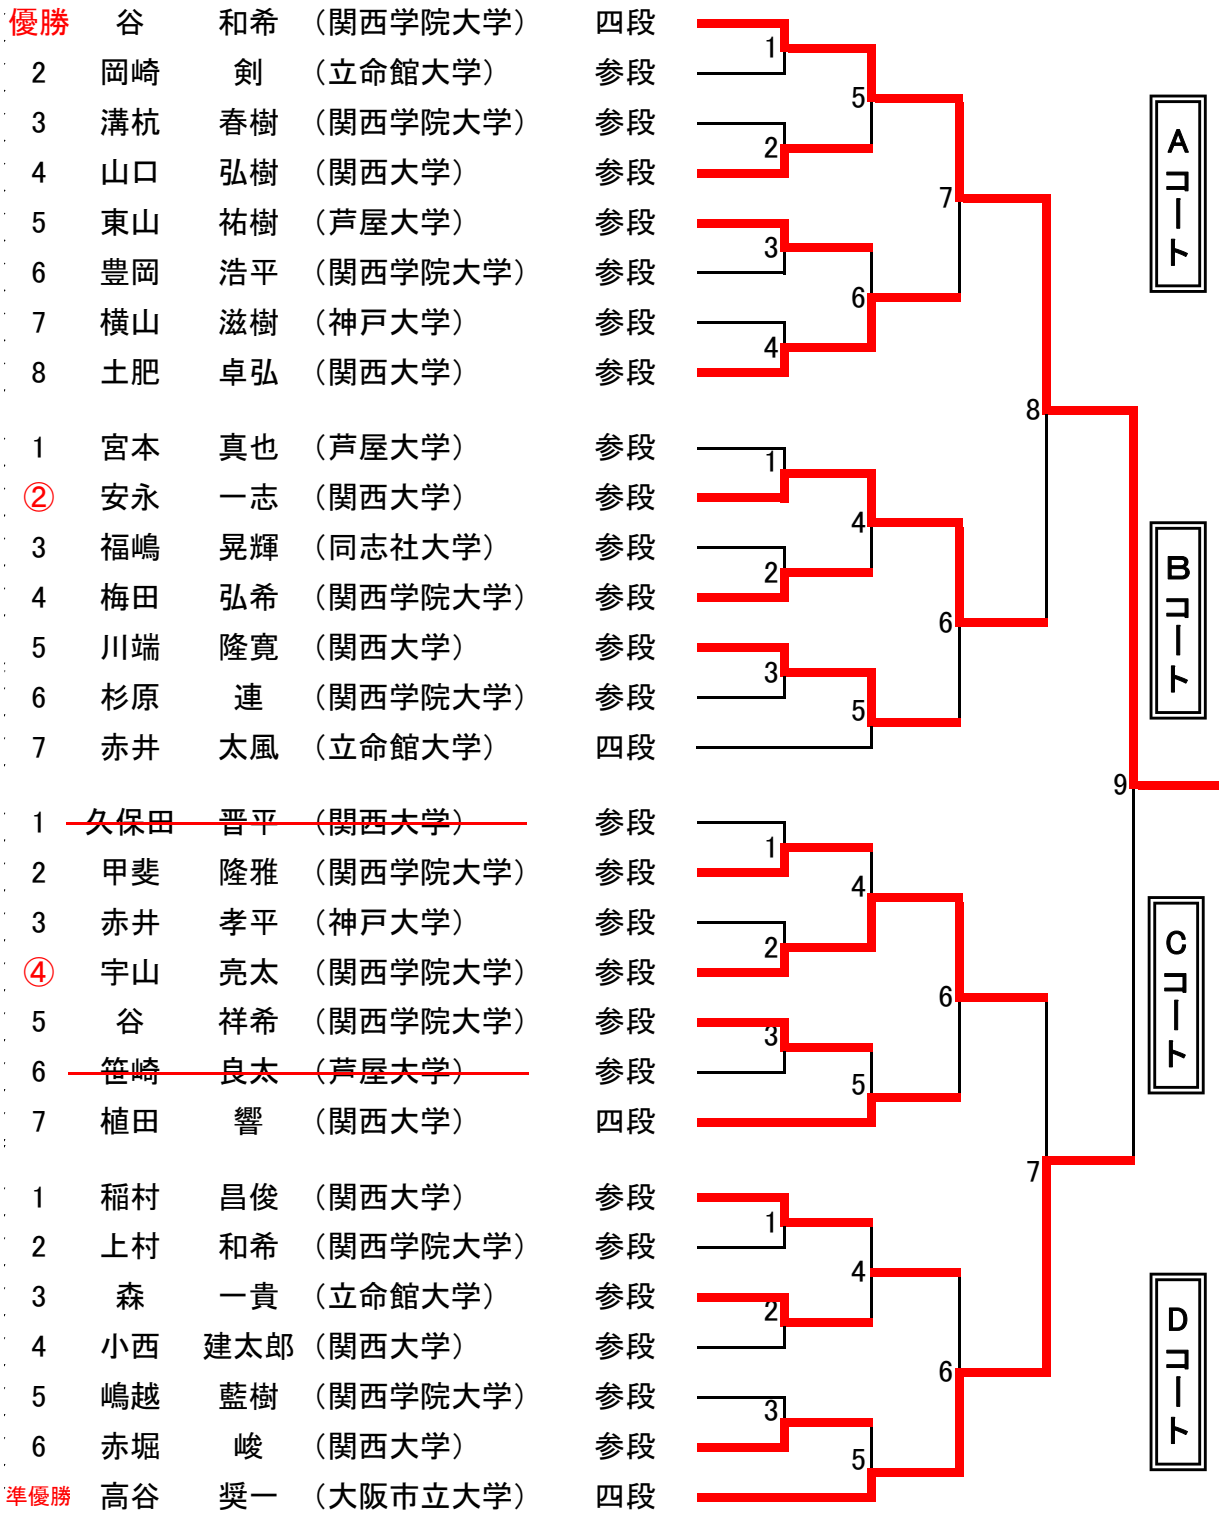 優勝 谷 和希 （関西学院大学） 四段
2 岡崎 剣 （立命館大学） 参段
3 溝杭 春樹 （関西学院大学） 参段
4 山口 弘樹 （関西大学） 参段
5 東山 祐樹 （芦屋大学） 参段
6 豊岡 浩平 （関西学院大学） 参段
7 横山 滋樹 （神戸大学） 参段
8 土肥 卓弘 （関西大学） 参段
1
2
3
4
5
6
7
8
Aコート
1 宮本 真也 （芦屋大学） 参段
② 安永 一志 （関西大学） 参段
3 福嶋 晃輝 （同志社大学） 参段
4 梅田 弘希 （関西学院大学） 参段
5 川端 隆寛 （関西大学） 参段
6 杉原 連 （関西学院大学） 参段
7 赤井 太風 （立命館大学） 四段
1
2
3
4
5
6
9
Bコート
1 久保田 晋平 （関西大学） 参段
2 甲斐 隆雅 （関西学院大学） 参段
3 赤井 孝平 （神戸大学） 参段
④ 宇山 亮太 （関西学院大学） 参段
5 谷 祥希 （関西学院大学） 参段
6 笹崎 良太 （芦屋大学） 参段
7 植田 響 （関西大学） 四段
1
2
3
4
5
6
7
Cコート
1 稲村 昌俊 （関西大学） 参段
2 上村 和希 （関西学院大学） 参段
3 森 一貴 （立命館大学） 参段
4 小西 建太郎 （関西大学） 参段
5 嶋越 藍樹 （関西学院大学） 参段
6 赤堀 峻 （関西大学） 参段
準優勝 高谷 奨一 （大阪市立大学） 四段
1
2
3
4
5
6
Dコート